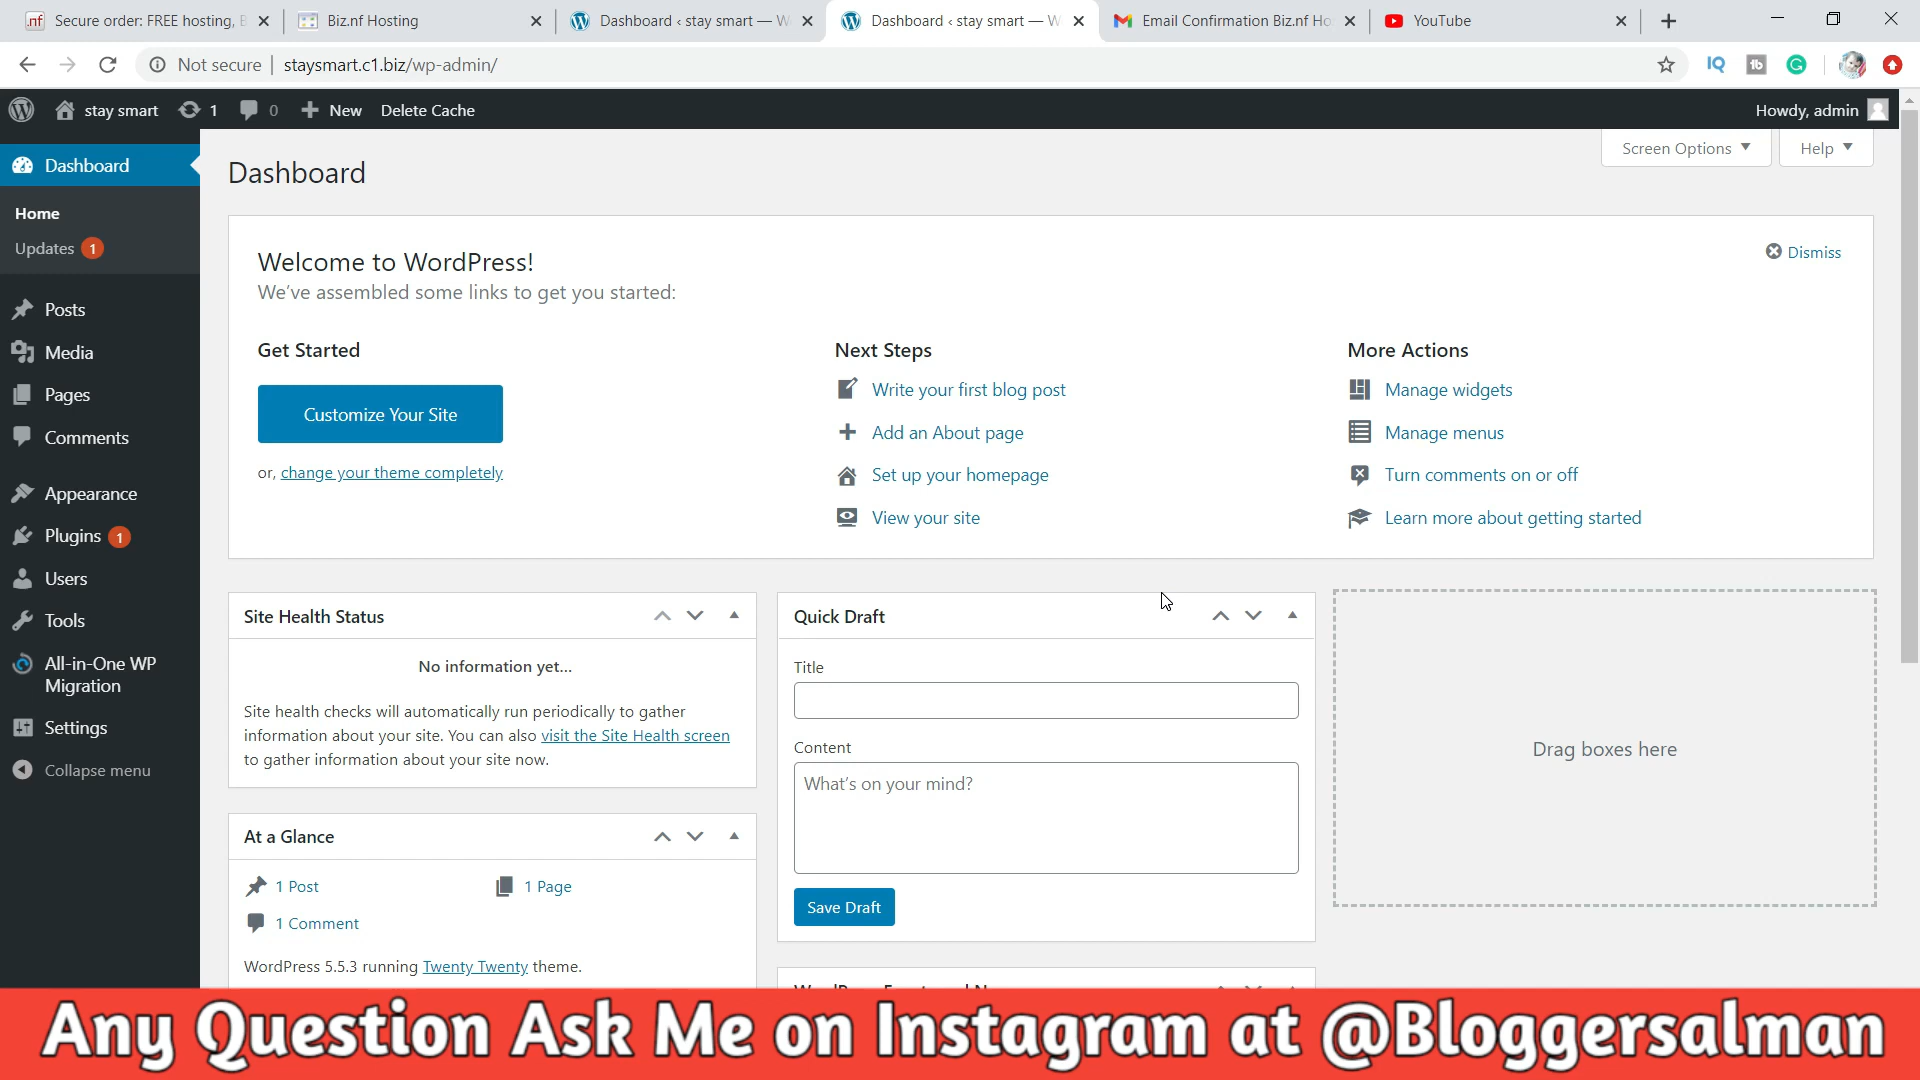 .nf Secure order: FREE hosting, B
Biz.nf Hosting
Dashboard ‹ stay smart — W
Dashboard ‹ stay smart — W
Email Confirmation Biz.nf Ho
YouTube
Not secure
staysmart.c1.biz/wp-admin/
stay smart
1
0
New
Delete Cache
Howdy, admin
Dashboard
Home
Updates 1
Posts
Media
Pages
Comments
Appearance
Plugins 1
Users
Tools
All-in-One WP
Migration
Settings
Collapse menu
Screen Options
Help
Dashboard
Welcome to WordPress!
We've assembled some links to get you started:
Dismiss
Get Started
Customize Your Site
or, change your theme completely
Next Steps
Write your first blog post
Add an About page
Set up your homepage
View your site
More Actions
Manage widgets
Manage menus
Turn comments on or off
Learn more about getting started
Site Health Status
No information yet...
Site health checks will automatically run periodically to gather
information about your site. You can also visit the Site Health screen
to gather information about your site now.
At a Glance
1 Post
1 Page
1 Comment
WordPress 5.5.3 running Twenty Twenty theme.
Quick Draft
Title
Content
What's on your mind?
Save Draft
Drag boxes here
Any Question Ask Me on Instagram at @Bloggersalman